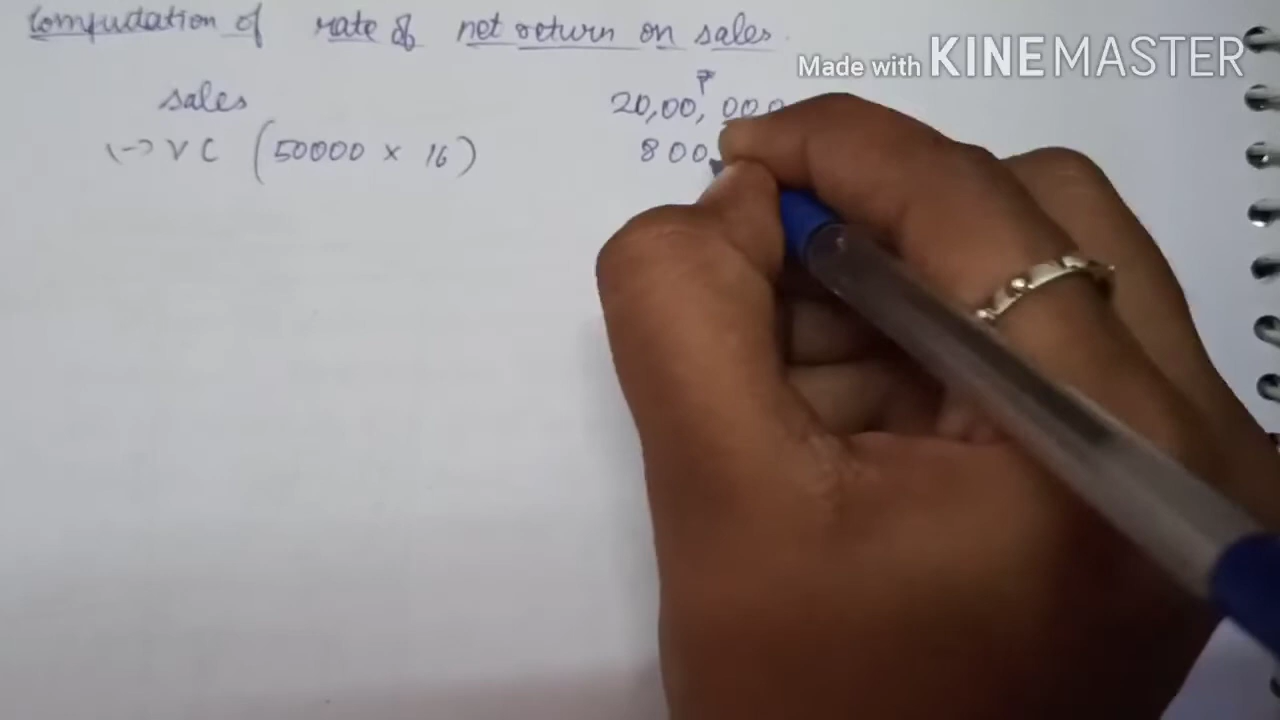 Computation of rate of net return on sales.
Made with KINEMASTER
₹
sales 20,00,000
(-) VC (50000 × 16) 800,